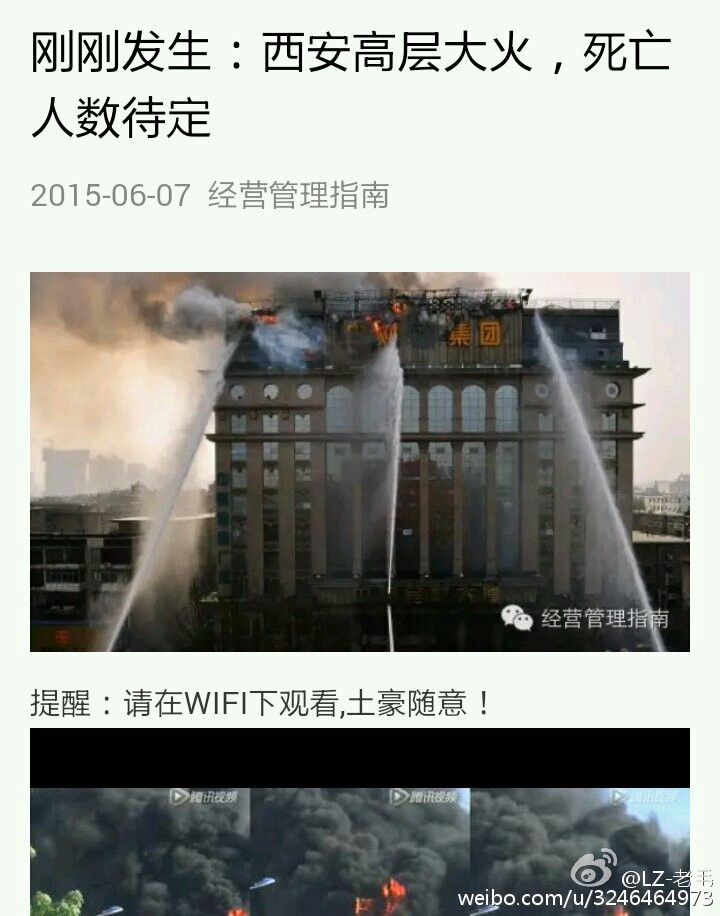 刚刚发生：西安高层大火，死亡
人数待定
2015-06-07 经营管理指南
集团
经营管理指南
提醒：请在WIFI下观看,土豪随意！
腾讯视频 腾讯视频 腾讯视频
@LZ-老毛
weibo.com/u/3246464973